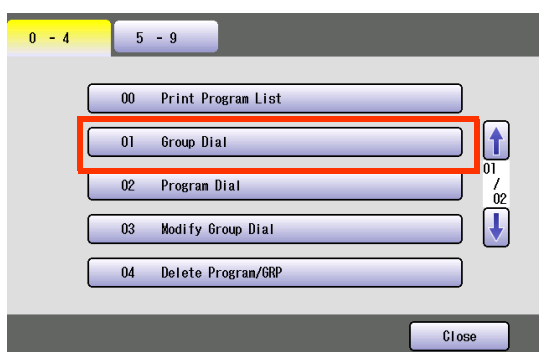 0 - 4
5 - 9
00 Print Program List
01 Group Dial
01
/
02
02 Program Dial
03 Modify Group Dial
04 Delete Program/GRP
Close